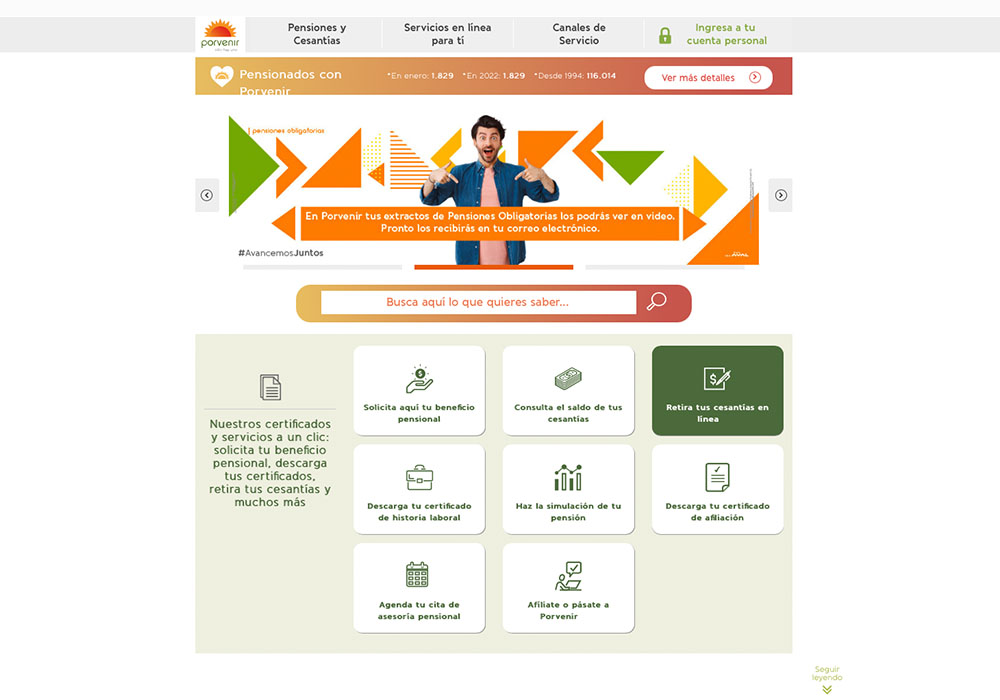 porvenir
Pensiones y
Cesantías
Servicios en línea
para tí
Canales de
Servicio
Ingresa a tu
cuenta personal
Pensionados con
Porvenir
*En enero: 1.829 *En 2022: 1.829 *Desde 1994: 116.014
Ver más detalles
pensiones obligatorias
En Porvenir tus extractos de Pensiones Obligatorias los podrás ver en video.
Pronto los recibirás en tu correo electrónico.
#AvancemosJuntos
Busca aquí lo que quieres saber...
Nuestros certificados
y servicios a un clic:
solicita tu beneficio
pensional, descarga
tus certificados,
retira tus cesantías y
muchos más
Solicita aquí tu beneficio
pensional
Consulta el saldo de tus
cesantías
Retira tus cesantías en
línea
Descarga tu certificado
de historia laboral
Haz la simulación de tu
pensión
Descarga tu certificado
de afiliación
Agenda tu cita de
asesoría pensional
Afíliate o pásate a
Porvenir
Seguir
leyendo